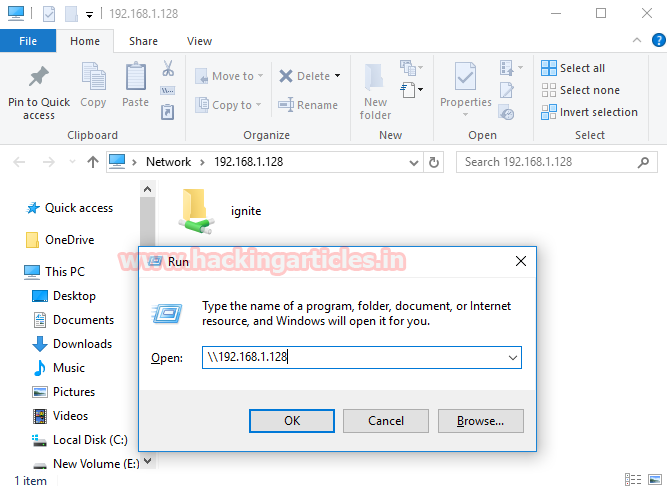 192.168.1.128
File Home Share View
Pin to Quick access
Copy
Paste
Clipboard
Move to
Copy to
Delete
Rename
Organize
New folder
New
Properties
Open
Select all
Select none
Invert selection
Select
Network > 192.168.1.128
Search 192.168.1.128
Quick access
OneDrive
This PC
Desktop
Documents
Downloads
Music
Pictures
Videos
Local Disk (C:)
New Volume (E:)
ignite
www.hackingarticles.in
Run
Type the name of a program, folder, document, or Internet
resource, and Windows will open it for you.
Open: \\192.168.1.128
OK Cancel Browse...
1 item